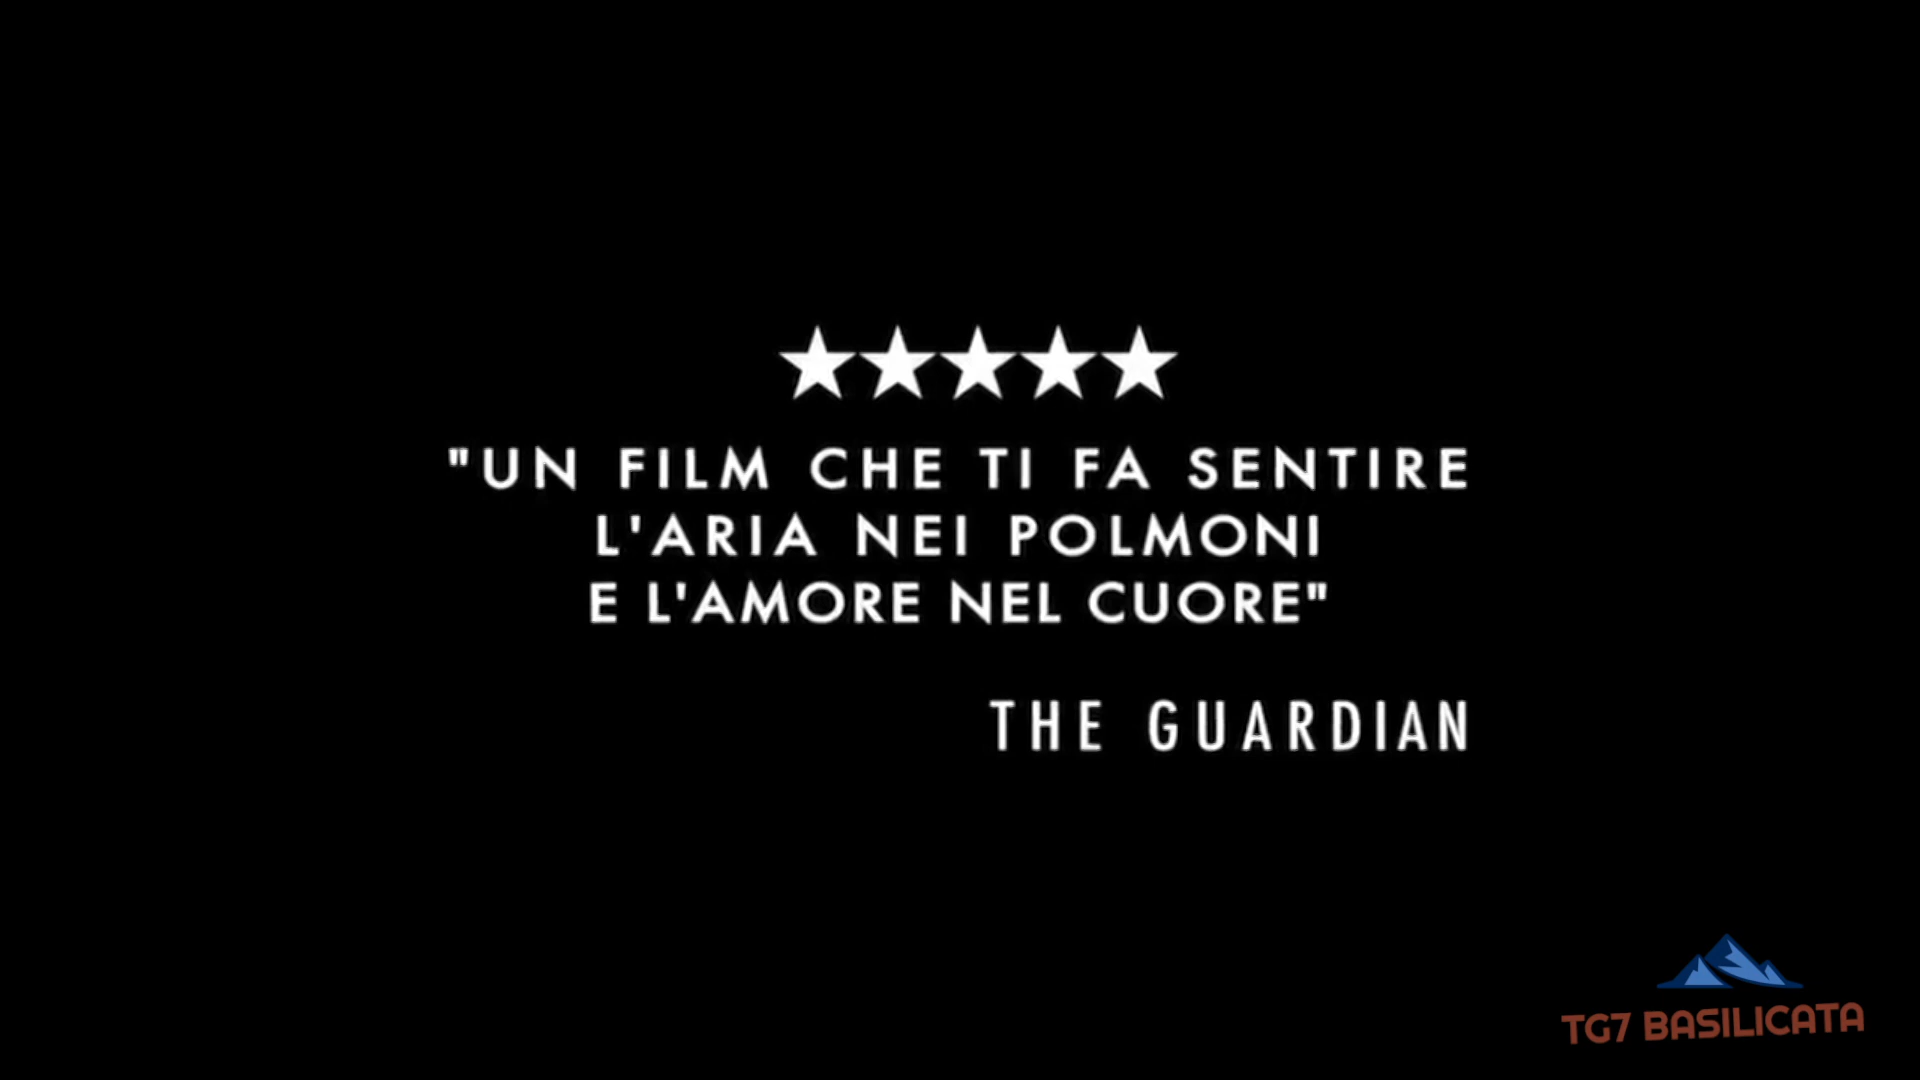 "UN FILM CHE TI FA SENTIRE
L'ARIA NEI POLMONI
E L'AMORE NEL CUORE"
THE GUARDIAN
TG7 BASILICATA